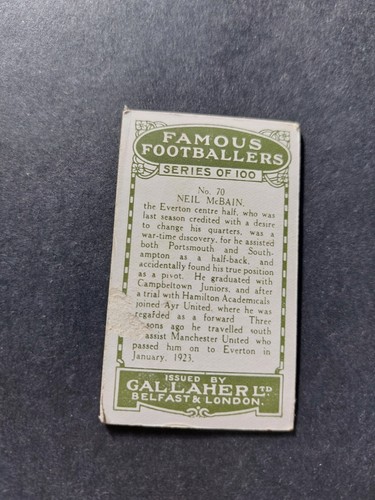 FAMOUS
FOOTBALLERS
SERIES OF 100
No. 70
NEIL McBAIN,
the Everton centre half, who was
last season credited with a desire
to change his quarters, was a
war-time discovery, for he assisted
both Portsmouth and South-
ampton as a half-back, and
accidentally found his true position
as a pivot. He graduated with
Campbeltown Juniors, and after
a trial with Hamilton Academicals
joined Ayr United, where he was
regarded as a forward Three
sons ago he travelled south
assist Manchester United who
passed him on to Everton in
January, 1923.
ISSUED BY
GALLAHER LTD
BELFAST & LONDON.